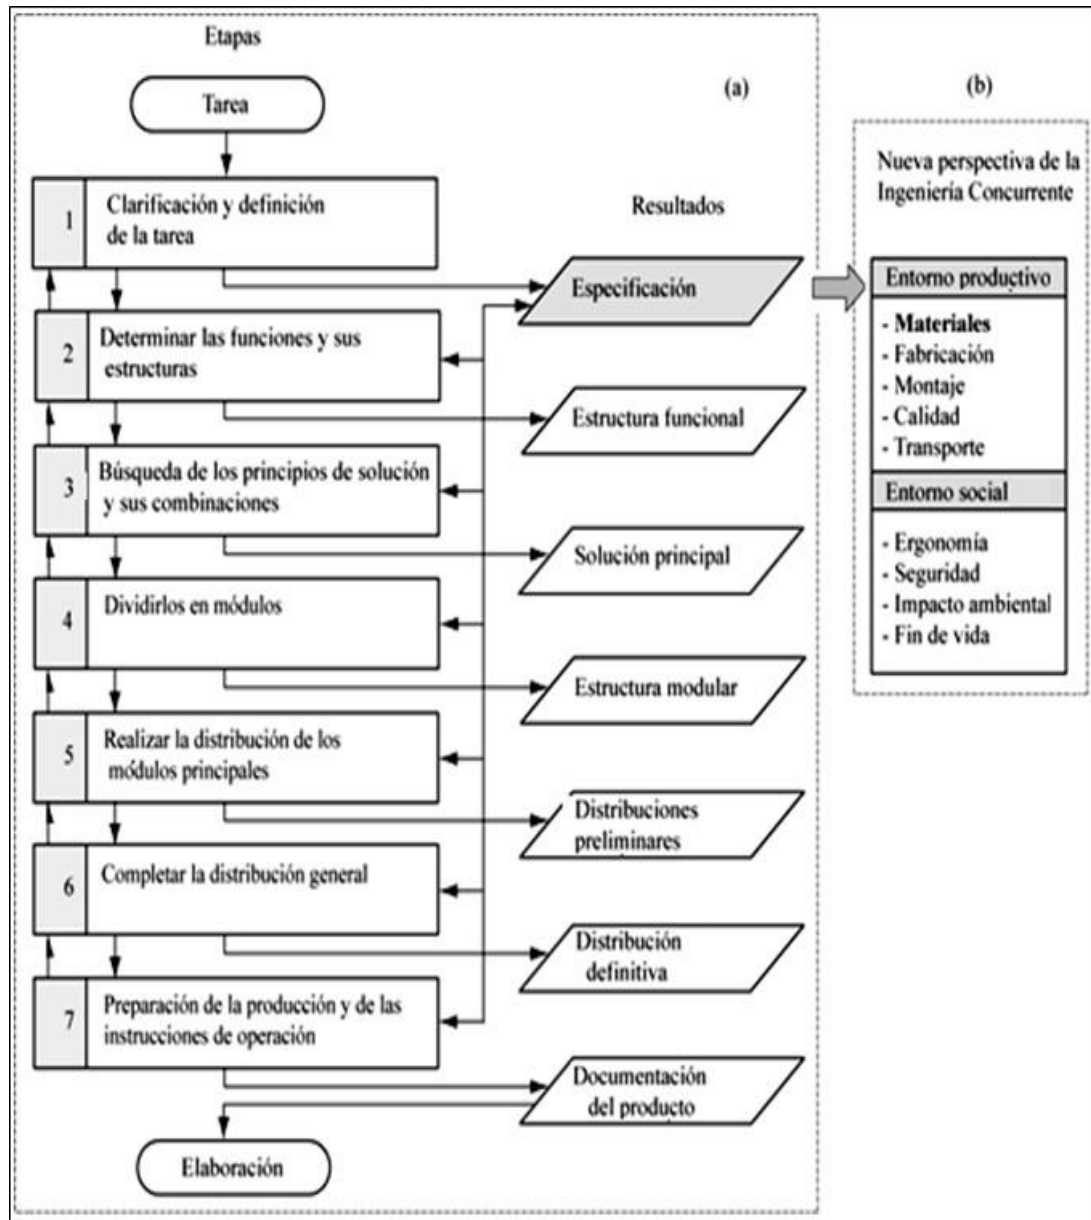 Etapas
(a)
(b)
Tarea
Nueva perspectiva de la
Ingeniería Concurrente
1
Clarificación y definición
de la tarea
Resultados
Especificación
Entorno productivo
- Materiales
- Fabricación
- Montaje
- Calidad
- Transporte
Entorno social
- Ergonomía
- Seguridad
- Impacto ambiental
- Fin de vida
2
Determinar las funciones y sus
estructuras
Estructura funcional
3
Búsqueda de los principios de solución
y sus combinaciones
Solución principal
4
Dividirlos en módulos
Estructura modular
5
Realizar la distribución de los
módulos principales
Distribuciones
preliminares
6
Completar la distribución general
Distribución
definitiva
7
Preparación de la producción y de las
instrucciones de operación
Documentación
del producto
Elaboración